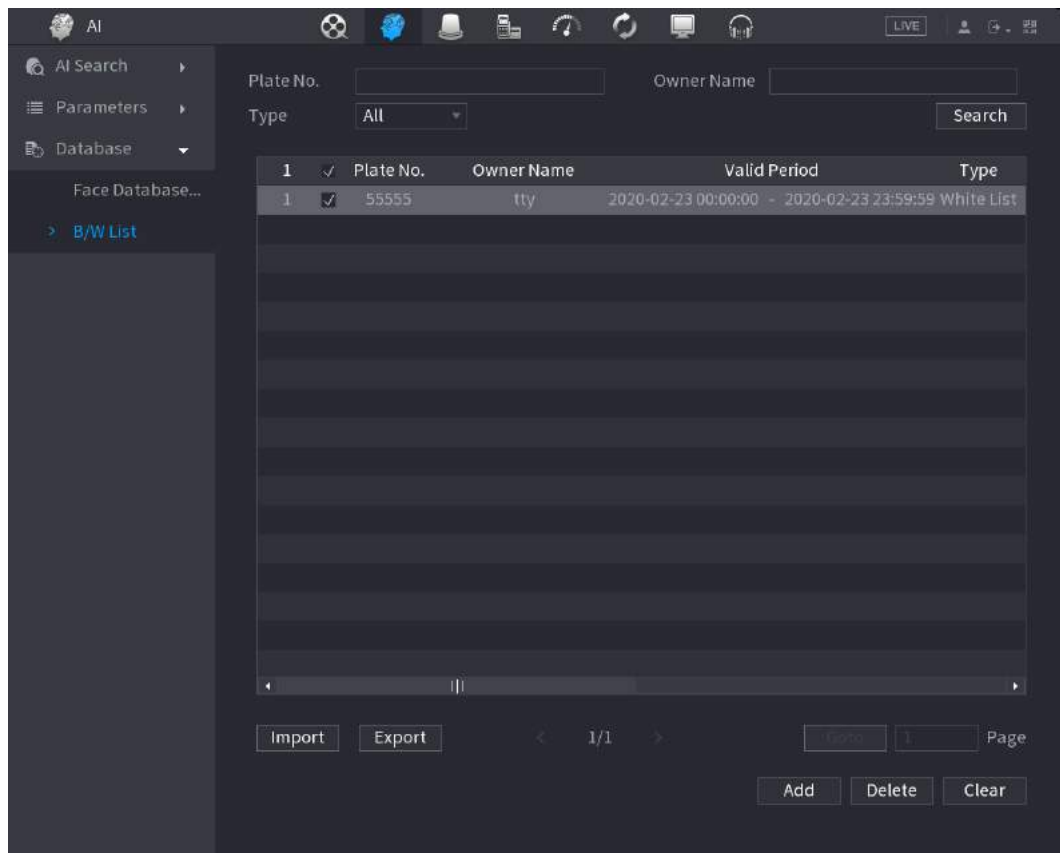 AI
LIVE
AI Search
Parameters
Database
Face Database...
> B/W List
Plate No.
Owner Name
Type
All
Search
1 Plate No. Owner Name Valid Period Type
1 55555 tty 2020-02-23 00:00:00 - 2020-02-23 23:59:59 White List
Import
Export
< 1/1 >
Goto
1
Page
Add
Delete
Clear